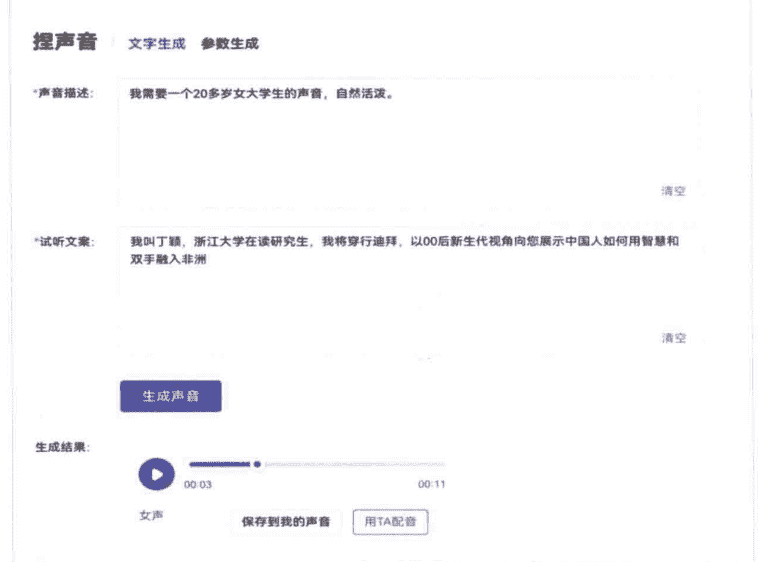 捏声音 文字生成 参数生成
*声音描述: 我需要一个20多岁女大学生的声音，自然活泼。
清空
*试听文案: 我叫丁颖，浙江大学在读研究生，我将穿行迪拜，以00后新生代视角向您展示中国人如何用智慧和
双手融入非洲
清空
生成声音
生成结果:
00:03 00:11
女声 保存到我的声音 用TA配音